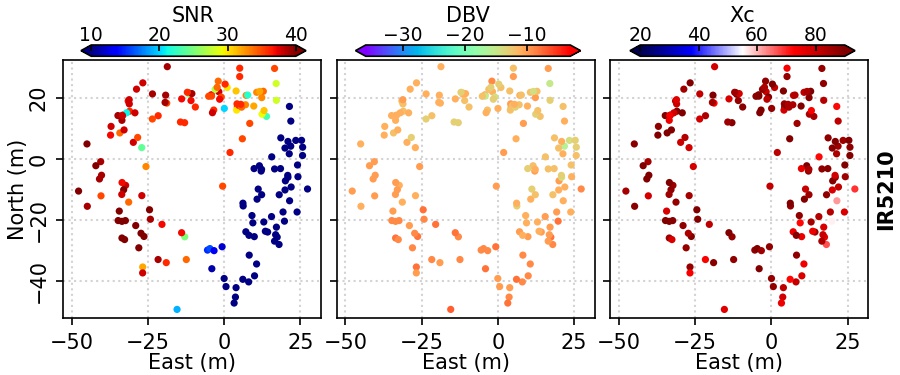 SNR DBV Xc
10 20 30 40 −30 −20 −10 20 40 60 80
North (m)
20
0
−20
−40
−50 −25 0 25 −50 −25 0 25 −50 −25 0 25
East (m) East (m) East (m)
IR5210